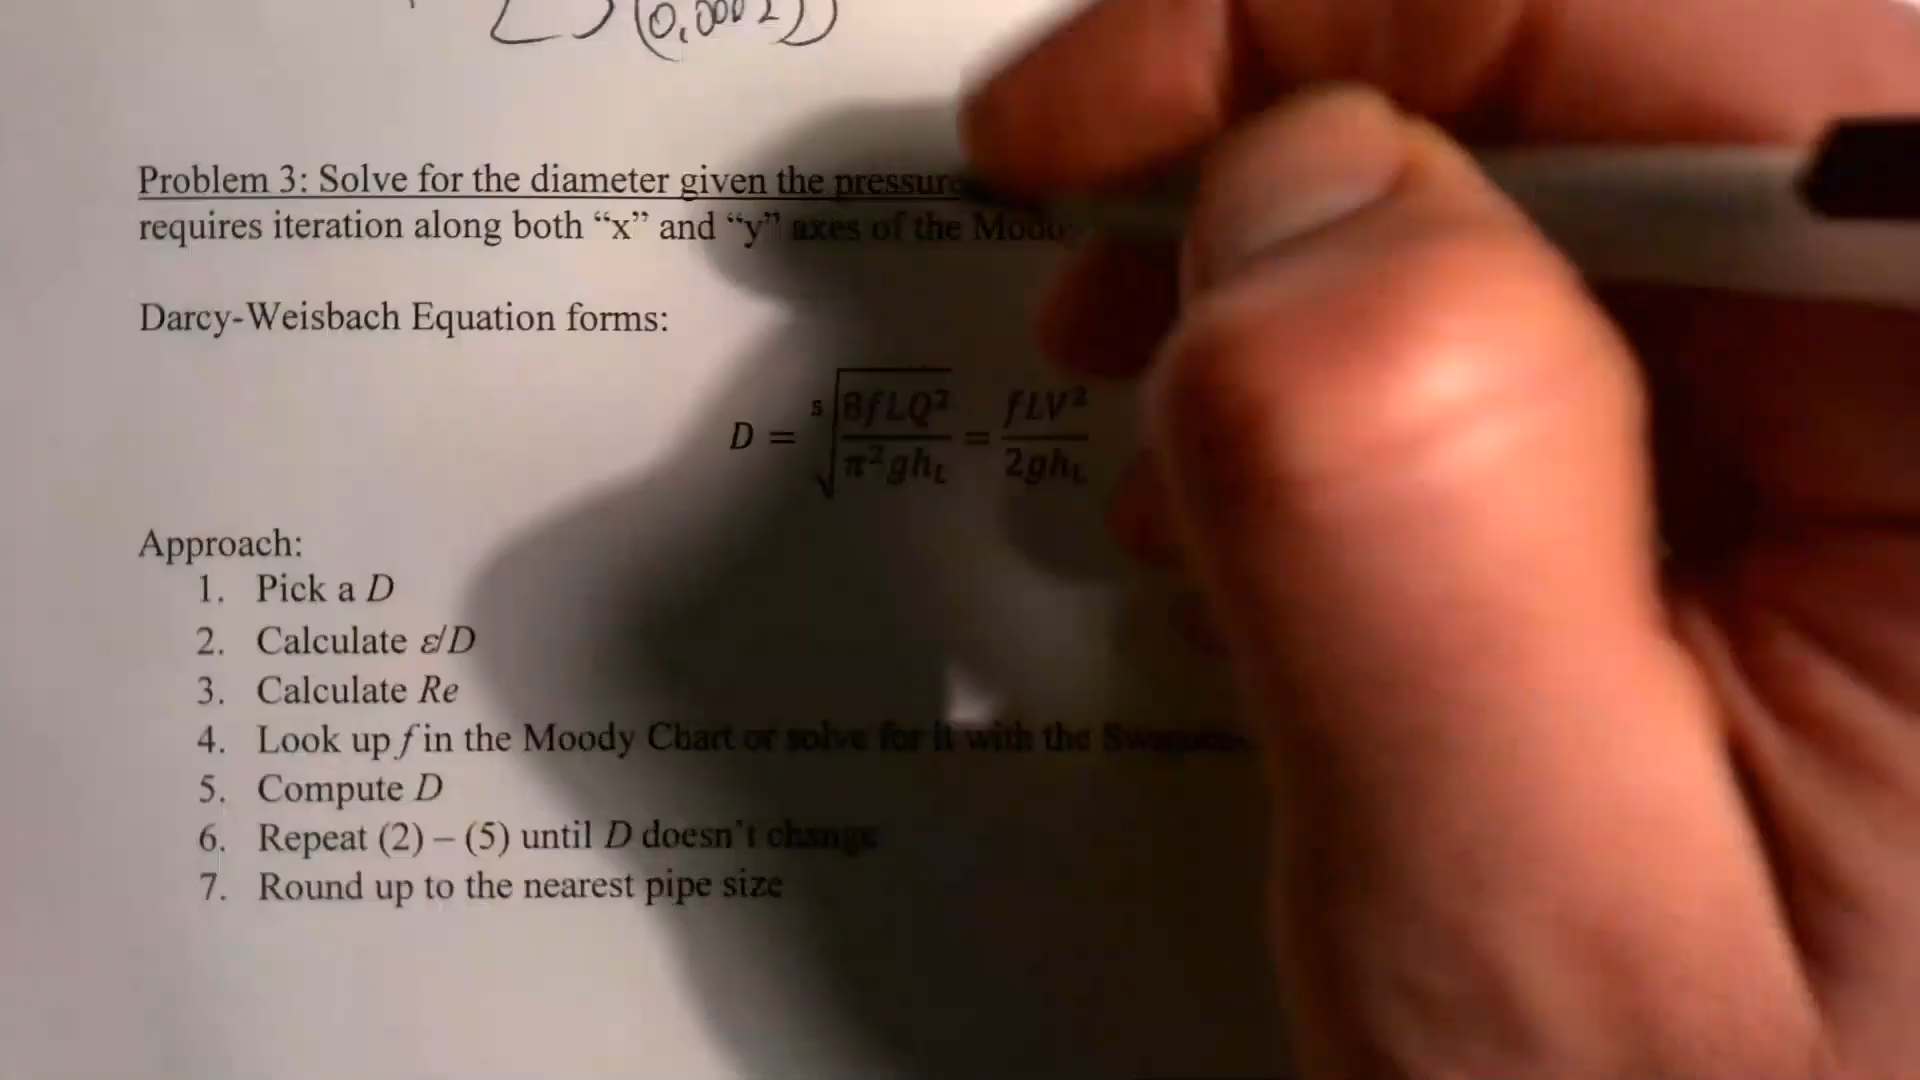 (0,0002))
Problem 3: Solve for the diameter given the pressure
requires iteration along both “x” and “y” axes of the Moody
Darcy-Weisbach Equation forms:
D = ⁵√(8fLQ²/π²ghL) = fLV²/2ghL
Approach:
1. Pick a D
2. Calculate ε/D
3. Calculate Re
4. Look up f in the Moody Chart or solve for it with the
5. Compute D
6. Repeat (2) – (5) until D doesn't change
7. Round up to the nearest pipe size